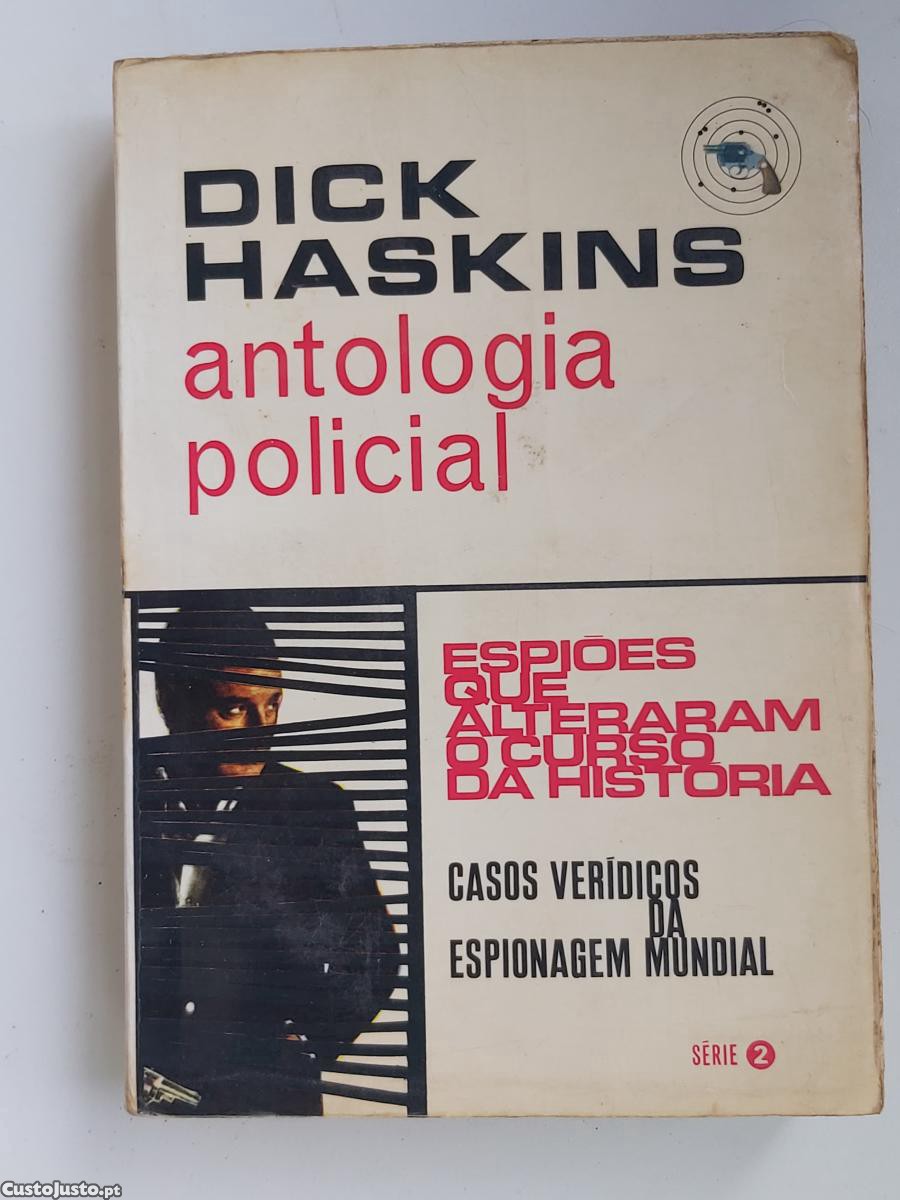 DICK
HASKINS
antologia
policial
ESPIÕES
QUE
ALTERARAM
O CURSO
DA HISTÓRIA
CASOS VERÍDICOS
DA
ESPIONAGEM MUNDIAL
SÉRIE 2
CustoJusto.pt